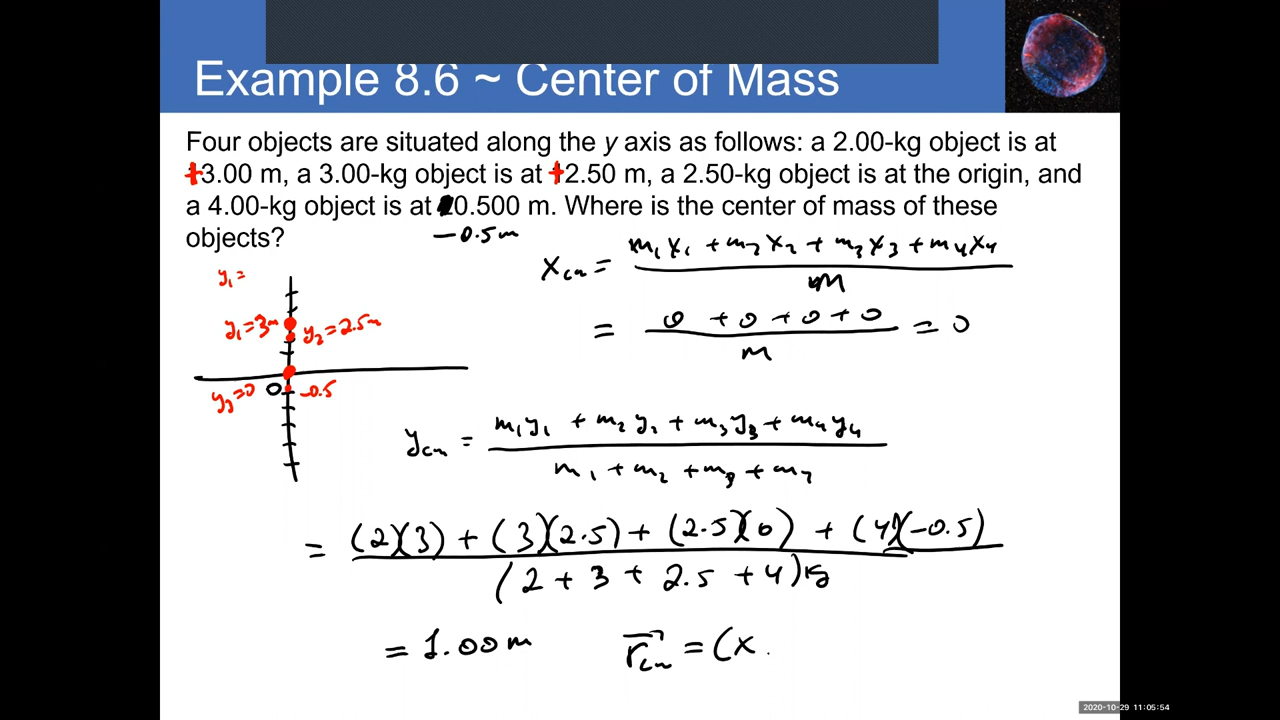 Example 8.6 ~ Center of Mass
Four objects are situated along the y axis as follows: a 2.00-kg object is at
+3.00 m, a 3.00-kg object is at +2.50 m, a 2.50-kg object is at the origin, and
a 4.00-kg object is at 0.500 m. Where is the center of mass of these
objects?
-0.5m
y₁ =
y₁=3m
y₂=2.5m
y₃=0
0
-0.5
x_cm = (m₁x₁ + m₂x₂ + m₃x₃ + m₄x₄) / M
= (0 + 0 + 0 + 0) / M = 0
y_cm = (m₁y₁ + m₂y₂ + m₃y₃ + m₄y₄) / (m₁ + m₂ + m₃ + m₄)
= ((2)(3) + (3)(2.5) + (2.5)(0) + (4)(-0.5)) / ((2 + 3 + 2.5 + 4) kg)
= 1.00m
r⃗_cm = (x
2020-10-29 11:05:54